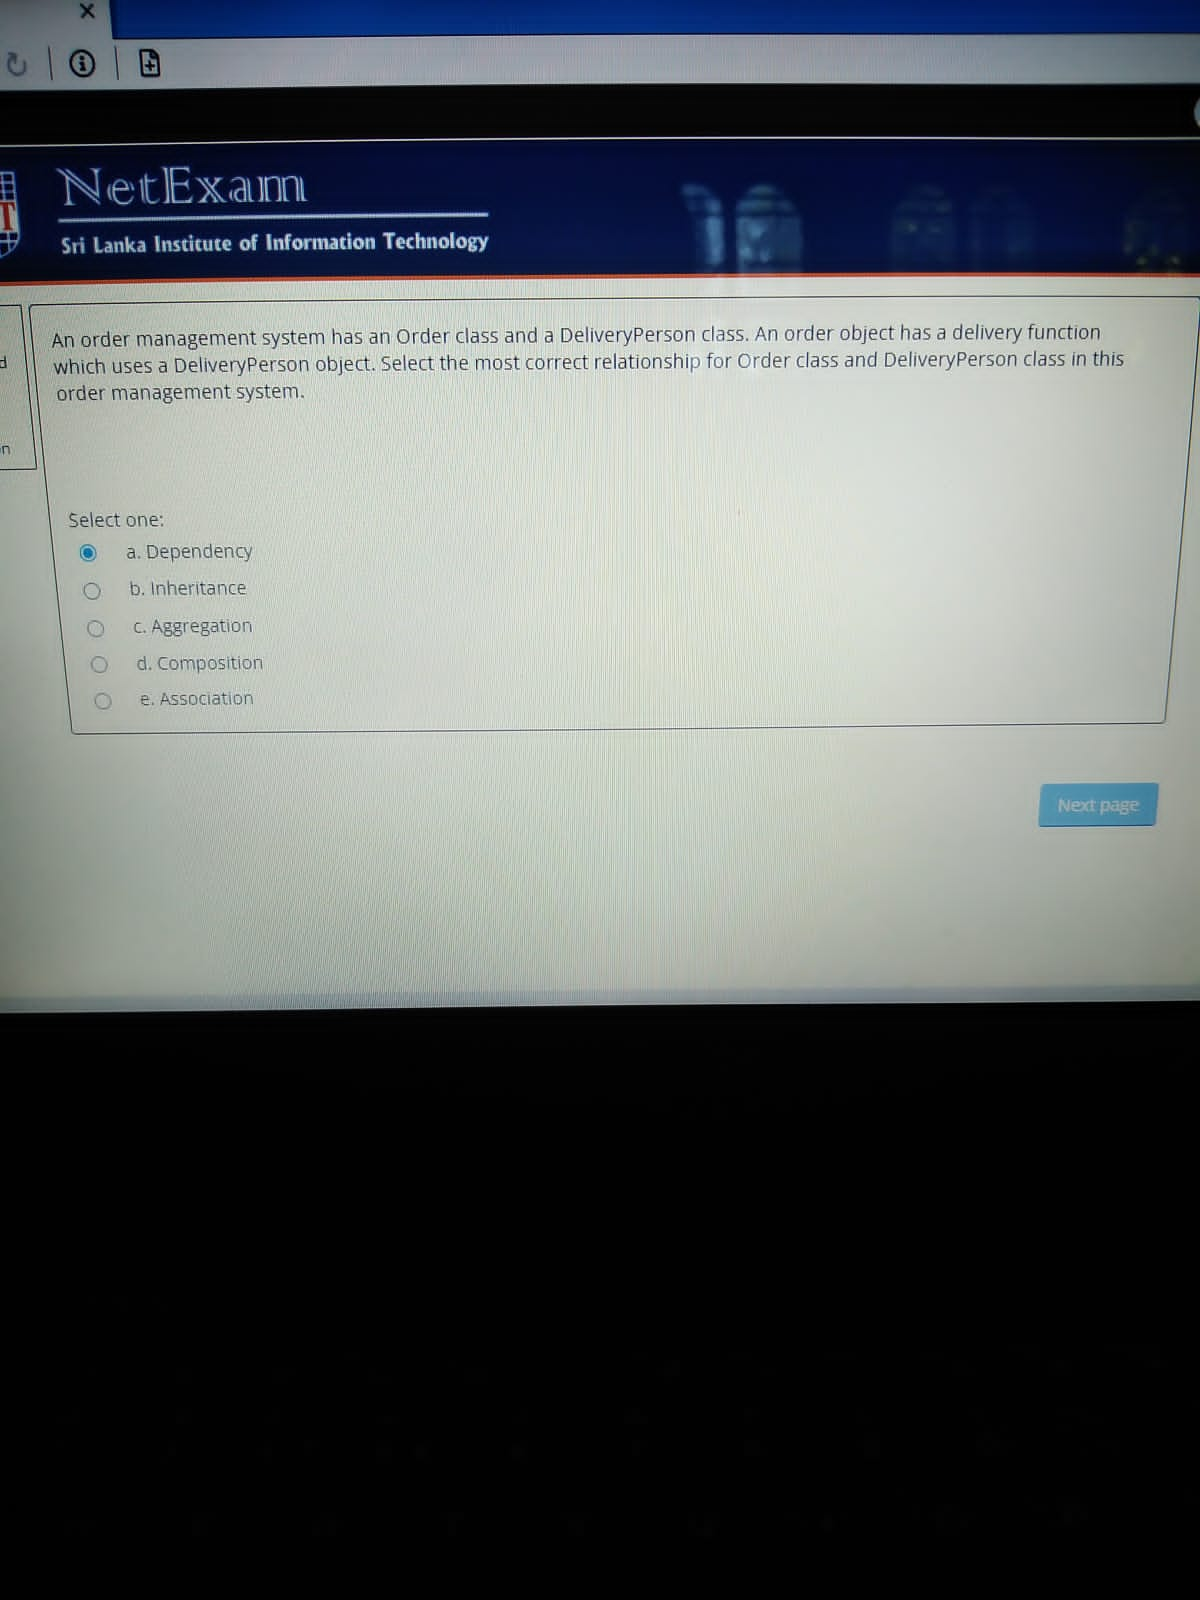 NetExam
Sri Lanka Institute of Information Technology
An order management system has an Order class and a DeliveryPerson class. An order object has a delivery function
which uses a DeliveryPerson object. Select the most correct relationship for Order class and DeliveryPerson class in this
order management system.
Select one:
a. Dependency
b. Inheritance
c. Aggregation
d. Composition
e. Association
Next page